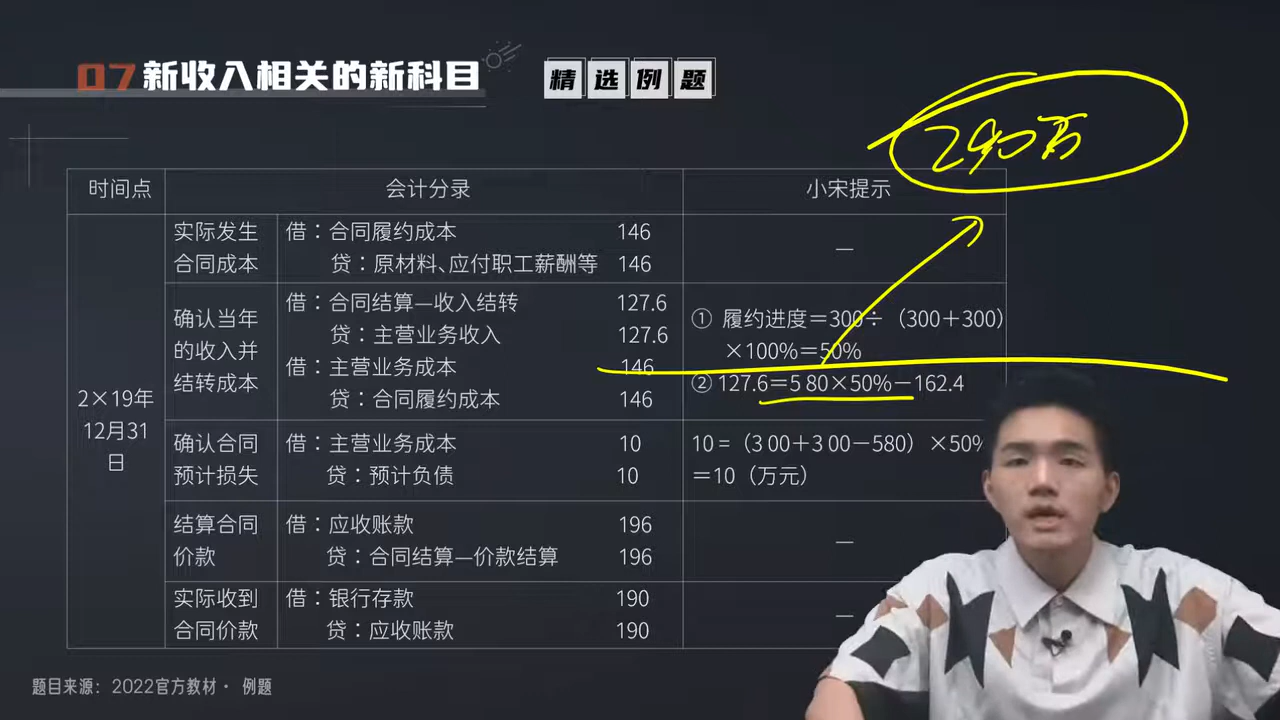 07 新收入相关的新科目
精选例题
290万
时间点 会计分录 小宋提示
2×19年
12月31
日
实际发生
合同成本
借：合同履约成本 146
贷：原材料、应付职工薪酬等 146
—
确认当年
的收入并
结转成本
借：合同结算—收入结转 127.6
贷：主营业务收入 127.6
借：主营业务成本 146
贷：合同履约成本 146
① 履约进度＝300÷（300＋300）
×100%＝50%
② 127.6＝5 80×50%－162.4
确认合同
预计损失
借：主营业务成本 10
贷：预计负债 10
10 =（3 00＋3 00－580）×50%
＝10（万元）
结算合同
价款
借：应收账款 196
贷：合同结算—价款结算 196
—
实际收到
合同价款
借：银行存款 190
贷：应收账款 190
—
题目来源：2022官方教材· 例题